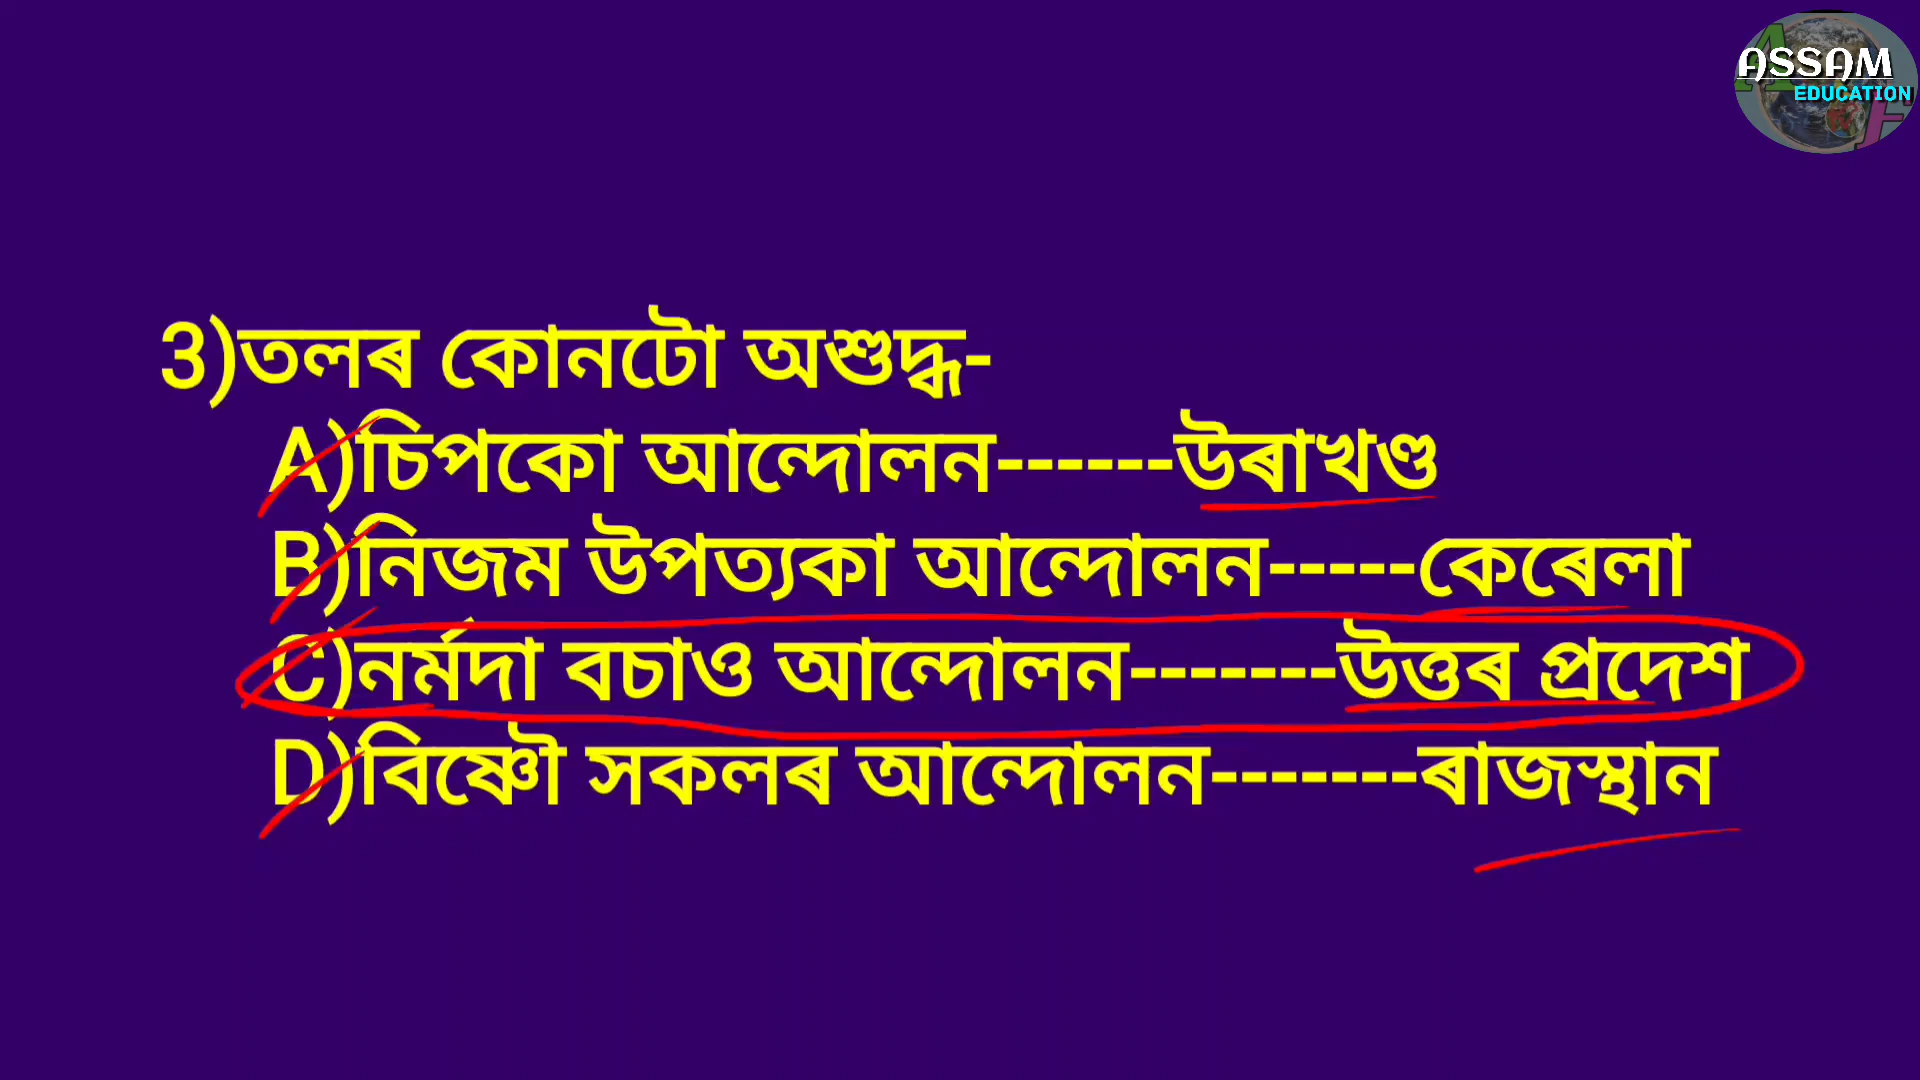 ASSAM
EDUCATION
3)তলৰ কোনটো অশুদ্ধ-
A)চিপকো আন্দোলন------উৰাখণ্ড
B)নিজম উপত্যকা আন্দোলন-----কেৰেলা
C)নৰ্মদা বচাও আন্দোলন-------উত্তৰ প্ৰদেশ
D)বিষ্ণৌ সকলৰ আন্দোলন-------ৰাজস্থান